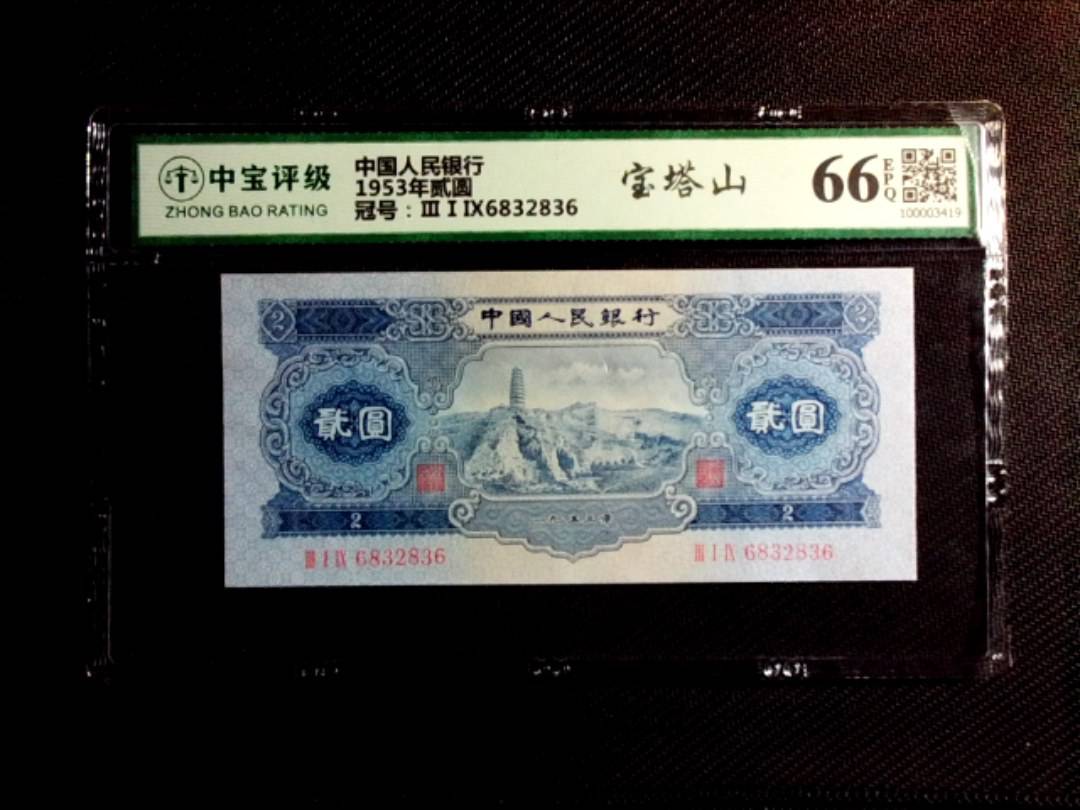 中宝评级
ZHONG BAO RATING
中国人民银行
1953年贰圆
冠号：Ⅲ Ⅰ Ⅸ6832836
宝塔山
66
EPQ
100003419
2
中國人民銀行
2
貳圓
貳圓
2
一九五三年
2
Ⅲ Ⅰ Ⅸ 6832836
Ⅲ Ⅰ Ⅸ 6832836